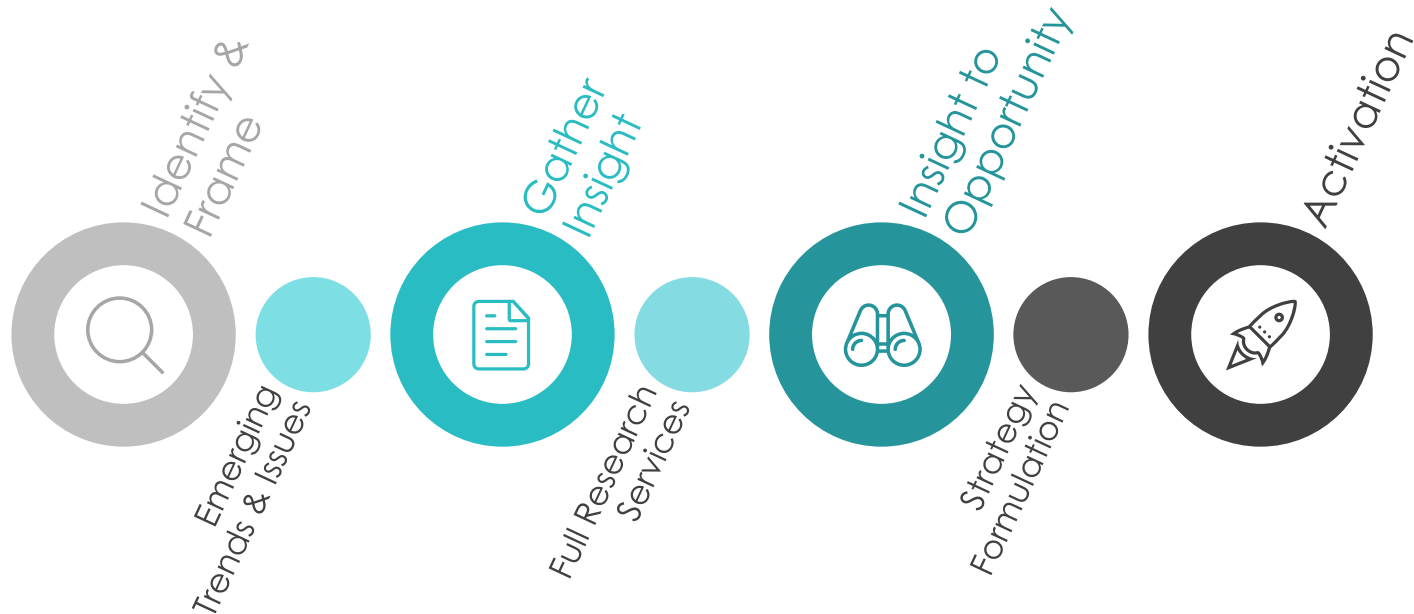 Identify &
Frame
Emerging
Trends & Issues
Gather
Insight
Full Research
Services
Insight to
Opportunity
Strategy
Formulation
Activation